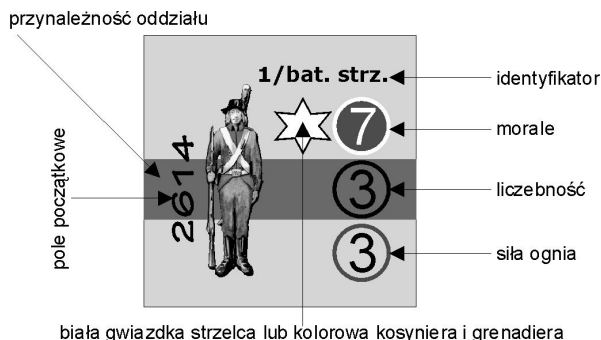 przynależność oddziału
1/bat. strz.
identyfikator
7
morale
pole początkowe
2614
3
liczebność
3
siła ognia
biała gwiazdka strzelca lub kolorowa kosyniera i grenadiera